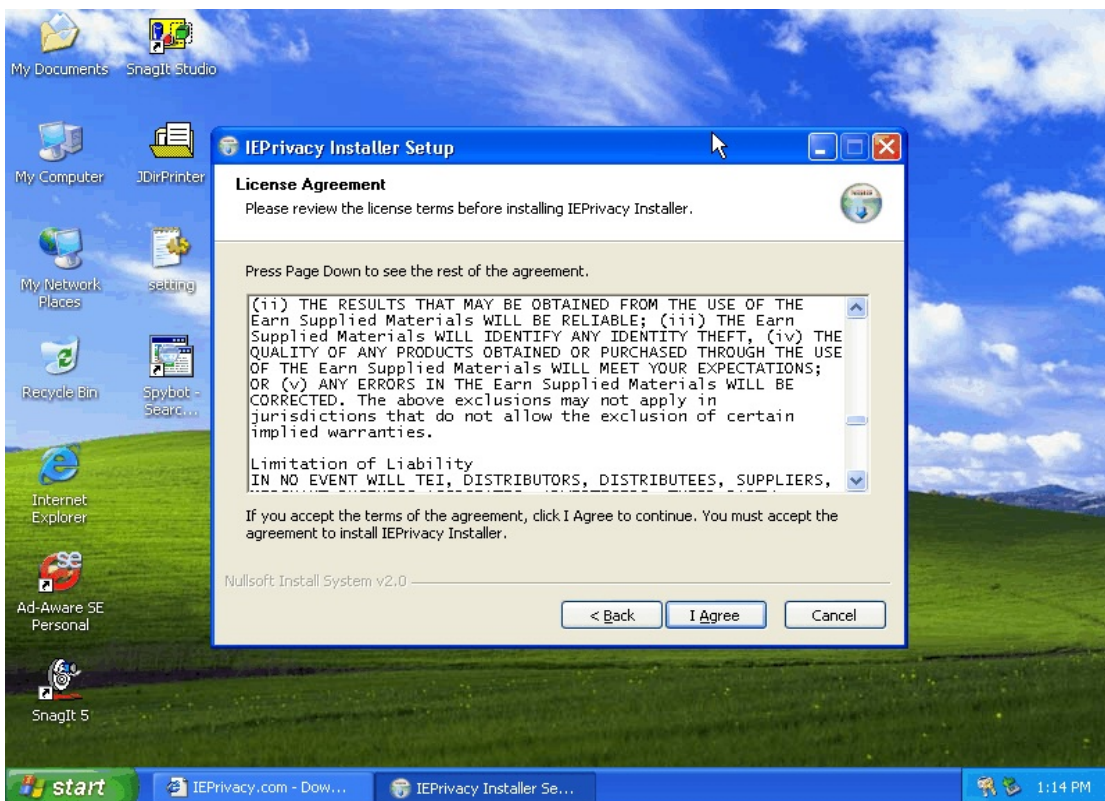 My Documents
SnagIt Studio
My Computer
JDirPrinter
My Network
Places
setting
Recycle Bin
Spybot -
Searc...
Internet
Explorer
Ad-Aware SE
Personal
SnagIt 5
IEPrivacy Installer Setup
License Agreement
Please review the license terms before installing IEPrivacy Installer.
Press Page Down to see the rest of the agreement.
(ii) THE RESULTS THAT MAY BE OBTAINED FROM THE USE OF THE
Earn Supplied Materials WILL BE RELIABLE; (iii) THE Earn
Supplied Materials WILL IDENTIFY ANY IDENTITY THEFT, (iv) THE
QUALITY OF ANY PRODUCTS OBTAINED OR PURCHASED THROUGH THE USE
OF THE Earn Supplied Materials WILL MEET YOUR EXPECTATIONS;
OR (v) ANY ERRORS IN THE Earn Supplied Materials WILL BE
CORRECTED. The above exclusions may not apply in
jurisdictions that do not allow the exclusion of certain
implied warranties.
Limitation of Liability
IN NO EVENT WILL TEI, DISTRIBUTORS, DISTRIBUTEES, SUPPLIERS,
If you accept the terms of the agreement, click I Agree to continue. You must accept the
agreement to install IEPrivacy Installer.
Nullsoft Install System v2.0
< Back
I Agree
Cancel
start
IEPrivacy.com - Dow...
IEPrivacy Installer Se...
1:14 PM